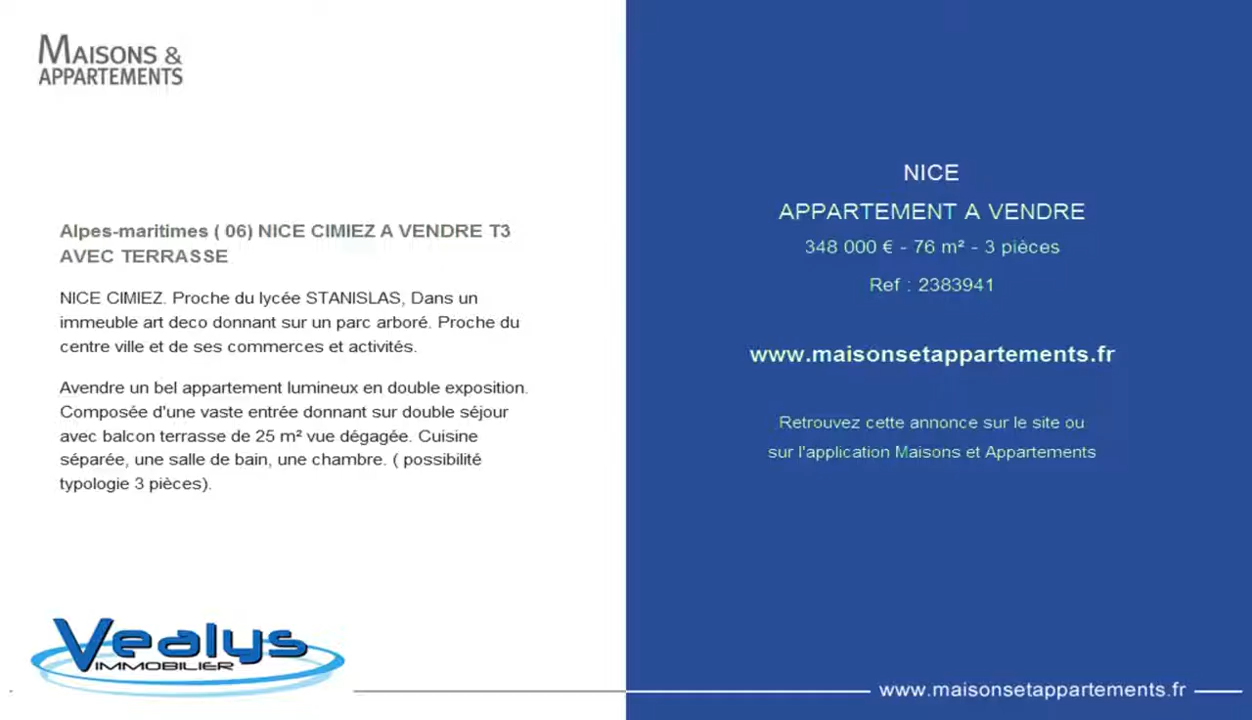 MAISONS &
APPARTEMENTS
Alpes-maritimes ( 06) NICE CIMIEZ A VENDRE T3
AVEC TERRASSE
NICE CIMIEZ. Proche du lycée STANISLAS, Dans un
immeuble art deco donnant sur un parc arboré. Proche du
centre ville et de ses commerces et activités.
Avendre un bel appartement lumineux en double exposition.
Composée d'une vaste entrée donnant sur double séjour
avec balcon terrasse de 25 m² vue dégagée. Cuisine
séparée, une salle de bain, une chambre. ( possibilité
typologie 3 pièces).
Vealys
IMMOBILIER
NICE
APPARTEMENT A VENDRE
348 000 € - 76 m² - 3 pièces
Ref : 2383941
www.maisonsetappartements.fr
Retrouvez cette annonce sur le site ou
sur l'application Maisons et Appartements
www.maisonsetappartements.fr